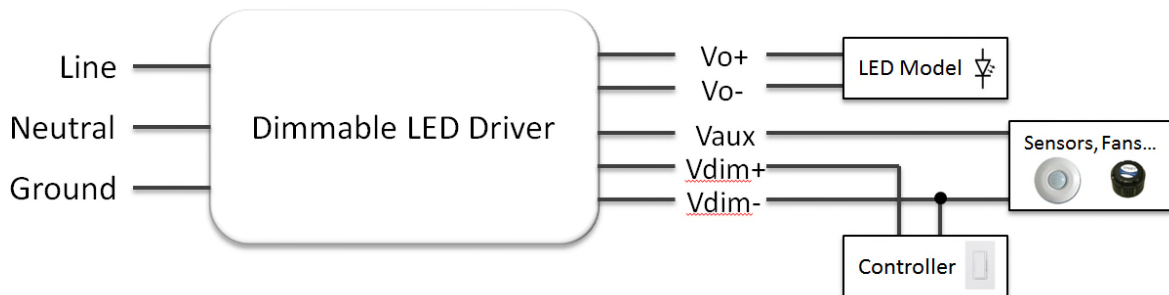 Line
Neutral
Ground
Dimmable LED Driver
Vo+
Vo-
Vaux
Vdim+
Vdim-
LED Model
Sensors, Fans...
Controller